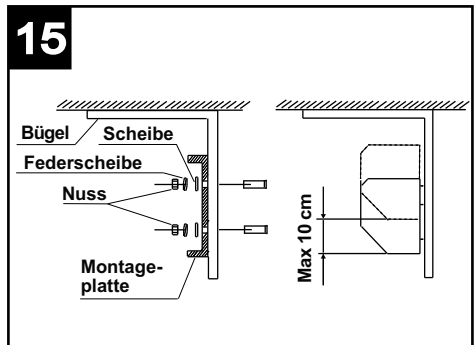 15
Bügel
Scheibe
Federscheibe
Nuss
Montage-
platte
Max 10 cm